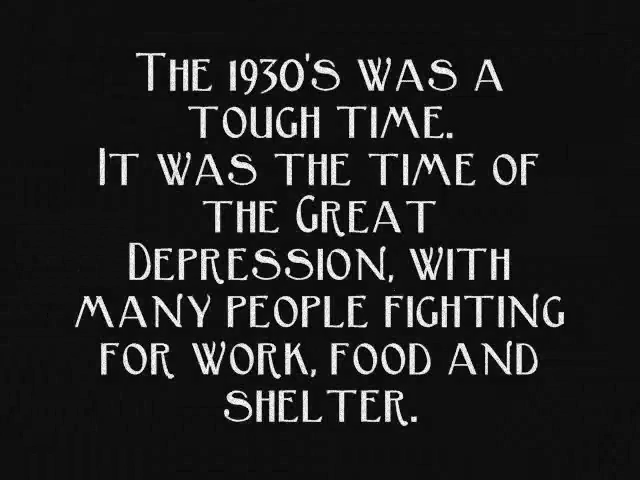 The 1930's was a
tough time.
It was the time of
the Great
Depression, with
many people fighting
for work, food and
shelter.